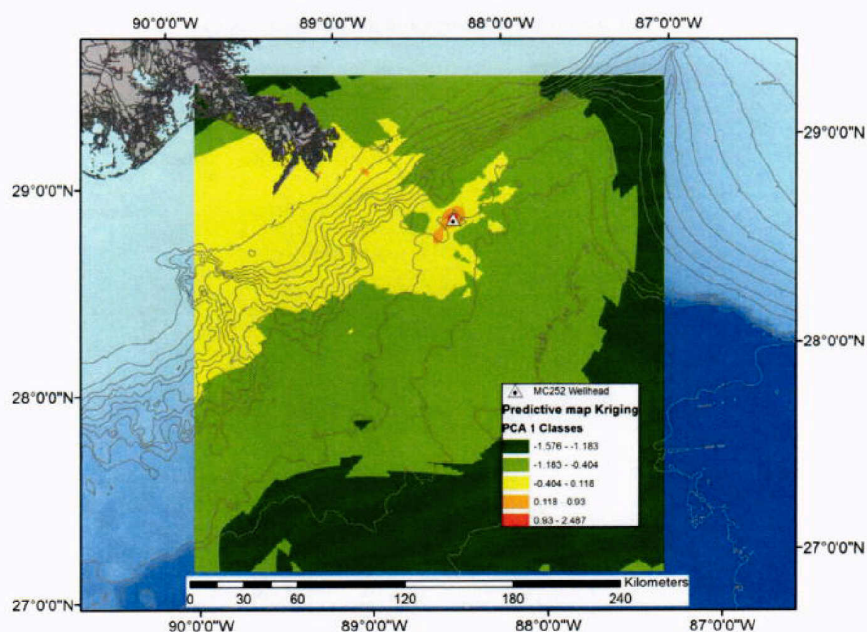 90°0'0"W 89°0'0"W 88°0'0"W 87°0'0"W
29°0'0"N 29°0'0"N
28°0'0"N 28°0'0"N
27°0'0"N 27°0'0"N
MC252 Wellhead
Predictive map Kriging
PCA 1 Classes
-1.576 - -1.183
-1.183 - -0.404
-0.404 - 0.118
0.118 - 0.93
0.93 - 2.487
Kilometers
0 30 60 120 180 240
90°0'0"W 89°0'0"W 88°0'0"W 87°0'0"W